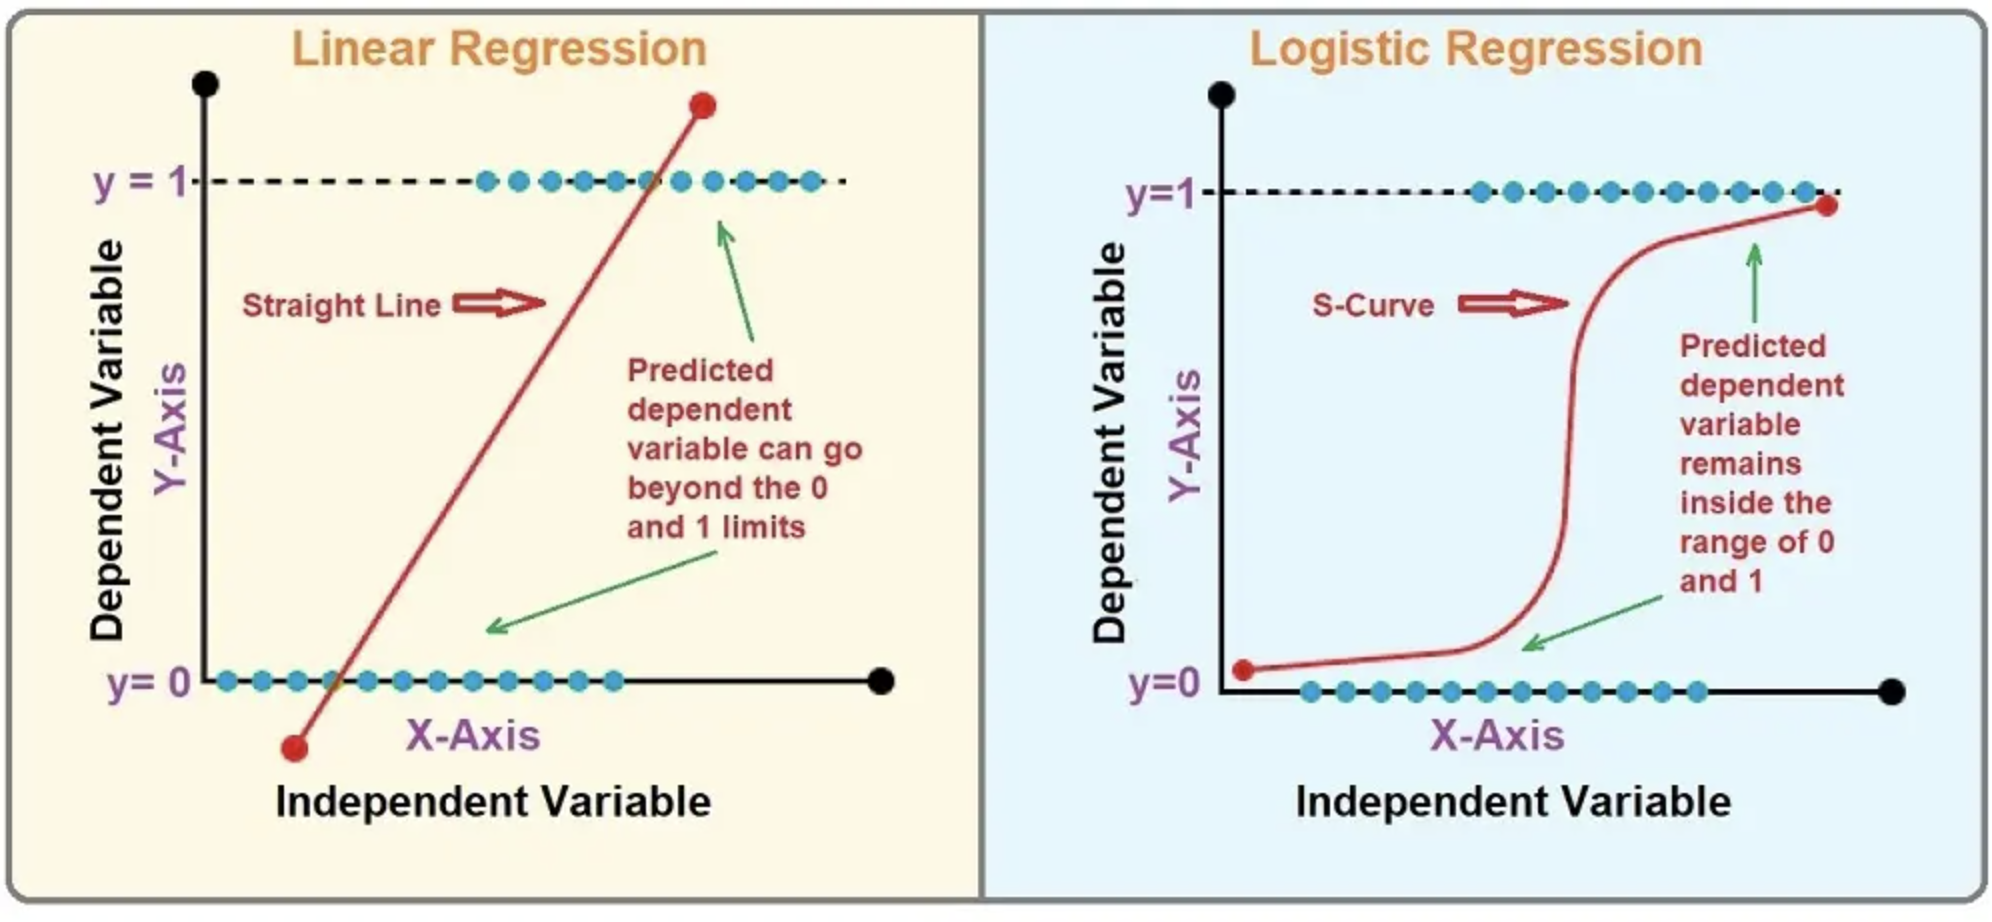 Linear Regression
y = 1
Dependent Variable
Y-Axis
Straight Line
Predicted
dependent
variable can go
beyond the 0
and 1 limits
y= 0
X-Axis
Independent Variable
Logistic Regression
y=1
Dependent Variable
Y-Axis
S-Curve
Predicted
dependent
variable
remains
inside the
range of 0
and 1
y=0
X-Axis
Independent Variable